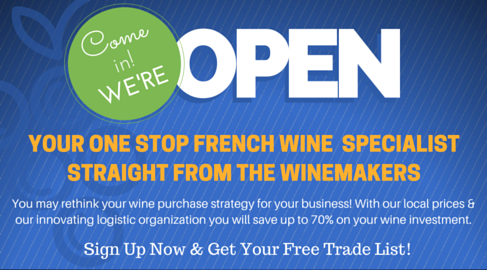 Come
in!
WE'RE
OPEN
YOUR ONE STOP FRENCH WINE SPECIALIST
STRAIGHT FROM THE WINEMAKERS
You may rethink your wine purchase strategy for your business! With our local prices &
our innovating logistic organization you will save up to 70% on your wine investment.
Sign Up Now & Get Your Free Trade List!